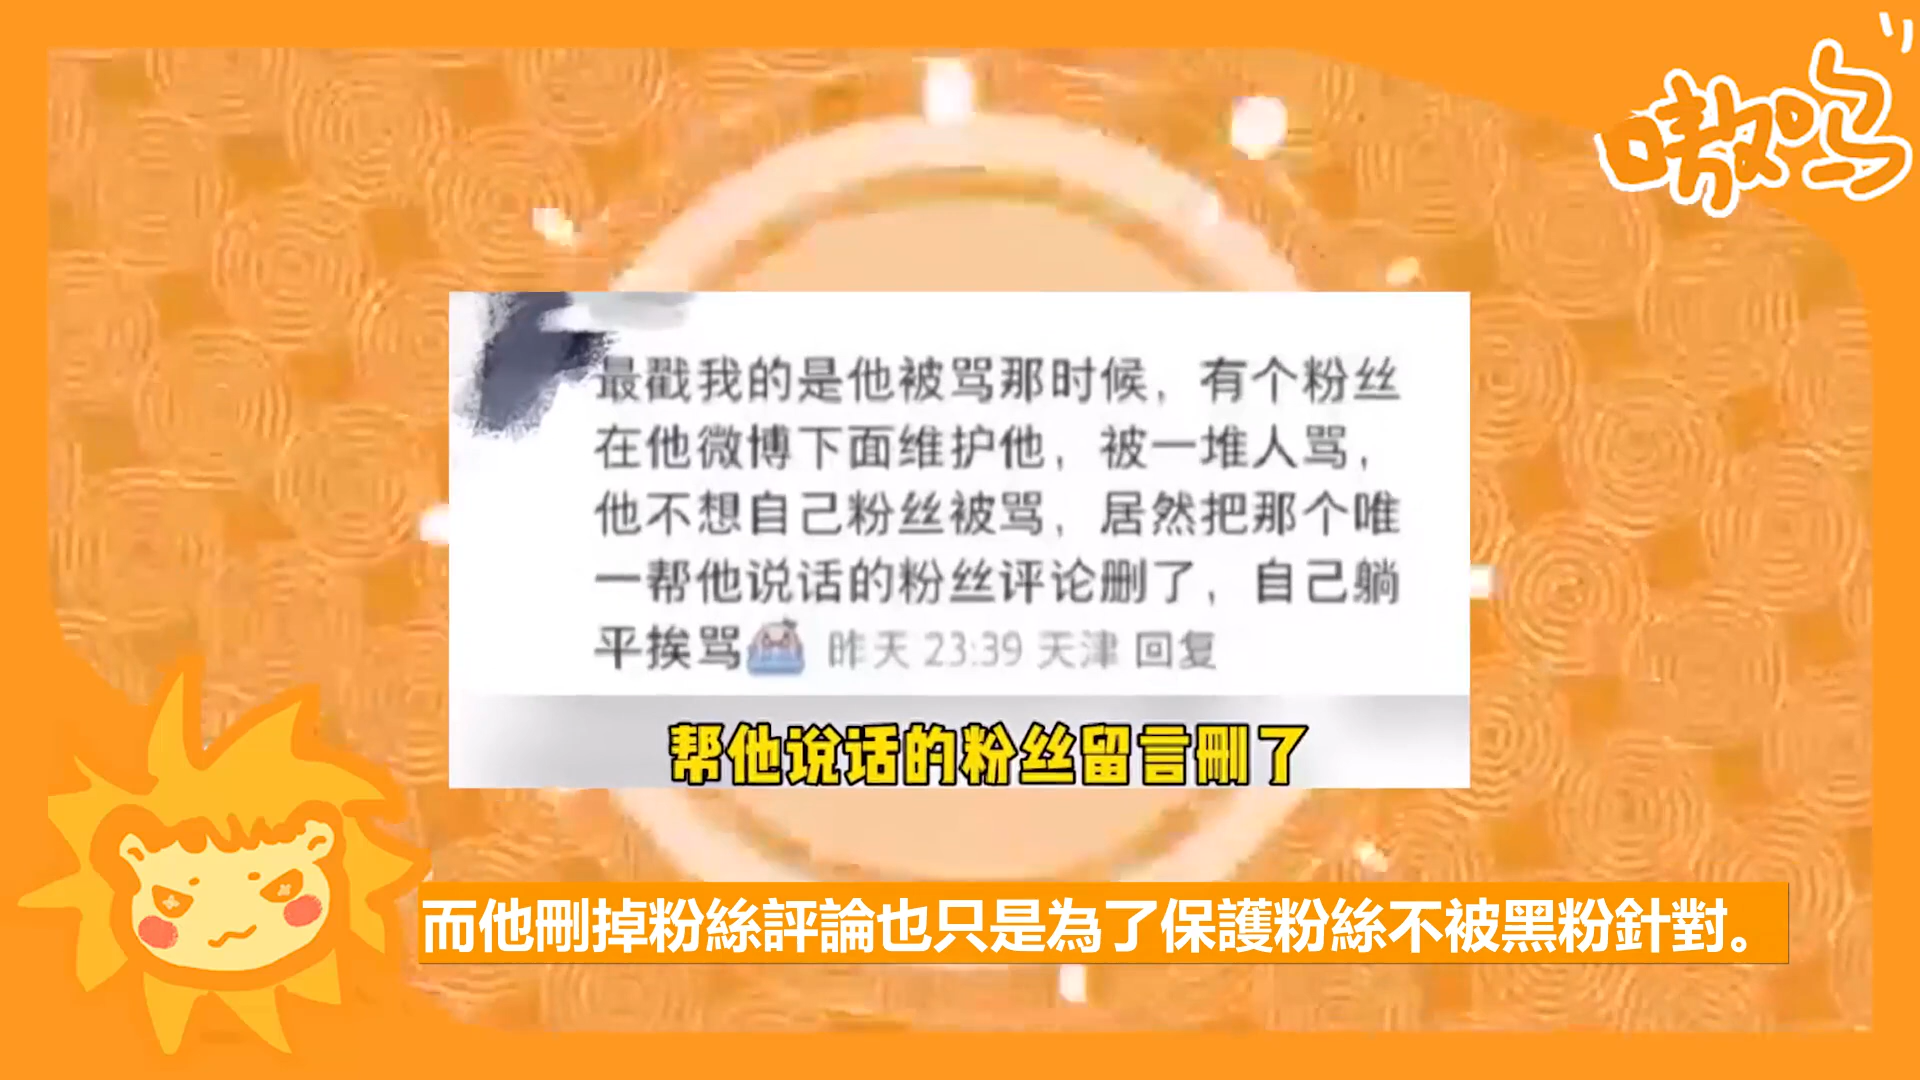 嗷呜
最戳我的是他被骂那时候，有个粉丝
在他微博下面维护他，被一堆人骂，
他不想自己粉丝被骂，居然把那个唯
一帮他说话的粉丝评论删了，自己躺
平挨骂 昨天 23:39 天津 回复
帮他说话的粉丝留言刪了
而他刪掉粉絲評論也只是為了保護粉絲不被黑粉針對。